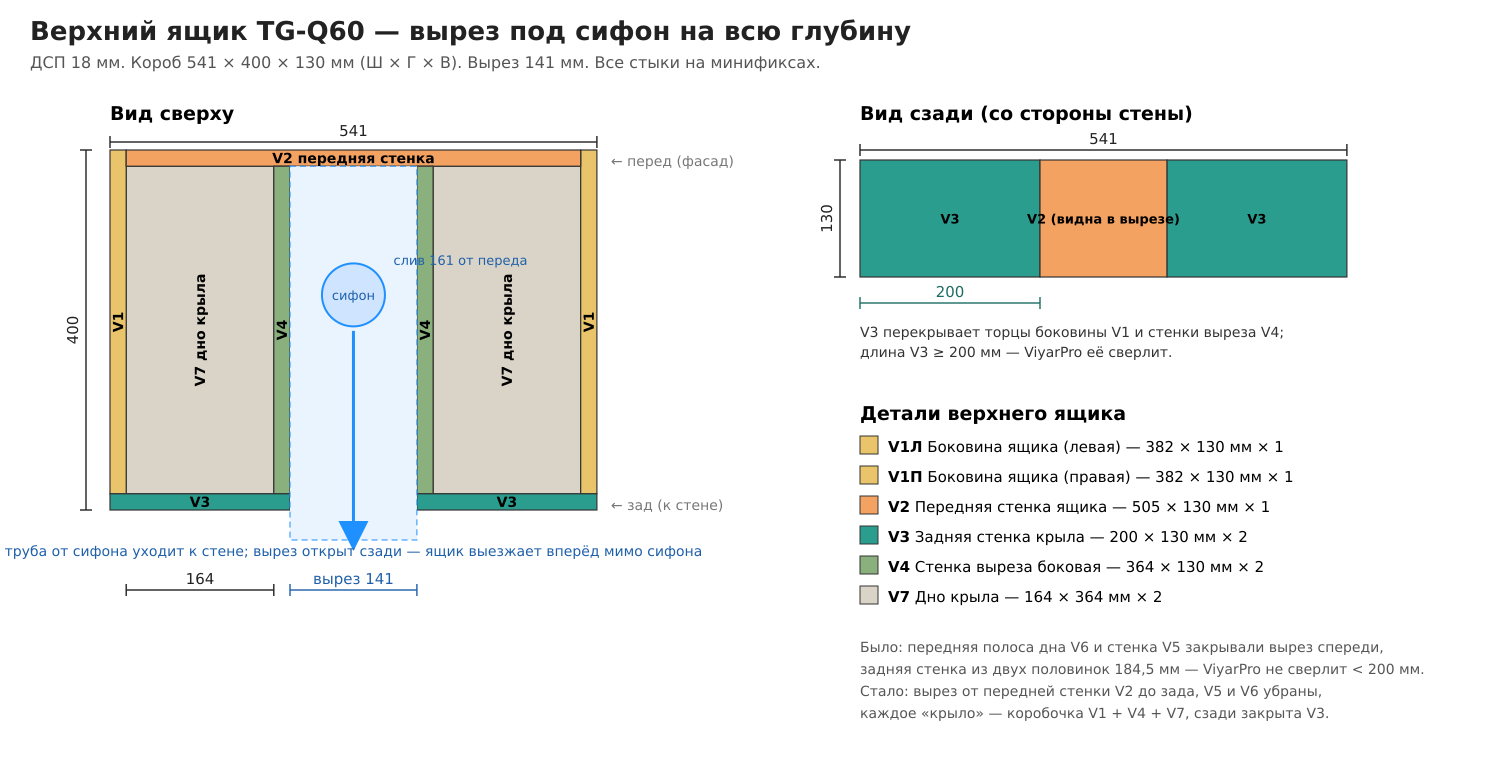 Верхний ящик TG-Q60 — вырез под сифон на всю глубину
ДСП 18 мм. Короб 541 × 400 × 130 мм (Ш × Г × В). Вырез 141 мм. Все стыки на минификсах.
Вид сверху
541
V2 передняя стенка
← перед (фасад)
400
V1
V7 дно крыла
V4
слив 161 от переда
сифон
V4
V7 дно крыла
V1
V3
V3
← зад (к стене)
труба от сифона уходит к стене; вырез открыт сзади — ящик выезжает вперёд мимо сифона
164
вырез 141
Вид сзади (со стороны стены)
541
130
V3
V2 (видна в вырезе)
V3
200
V3 перекрывает торцы боковины V1 и стенки выреза V4;
длина V3 ≥ 200 мм — ViyarPro её сверлит.
Детали верхнего ящика
V1Л Боковина ящика (левая) — 382 × 130 мм × 1
V1П Боковина ящика (правая) — 382 × 130 мм × 1
V2 Передняя стенка ящика — 505 × 130 мм × 1
V3 Задняя стенка крыла — 200 × 130 мм × 2
V4 Стенка выреза боковая — 364 × 130 мм × 2
V7 Дно крыла — 164 × 364 мм × 2
Было: передняя полоса дна V6 и стенка V5 закрывали вырез спереди,
задняя стенка из двух половинок 184,5 мм — ViyarPro не сверлит < 200 мм.
Стало: вырез от передней стенки V2 до зада, V5 и V6 убраны,
каждое «крыло» — коробочка V1 + V4 + V7, сзади закрыта V3.